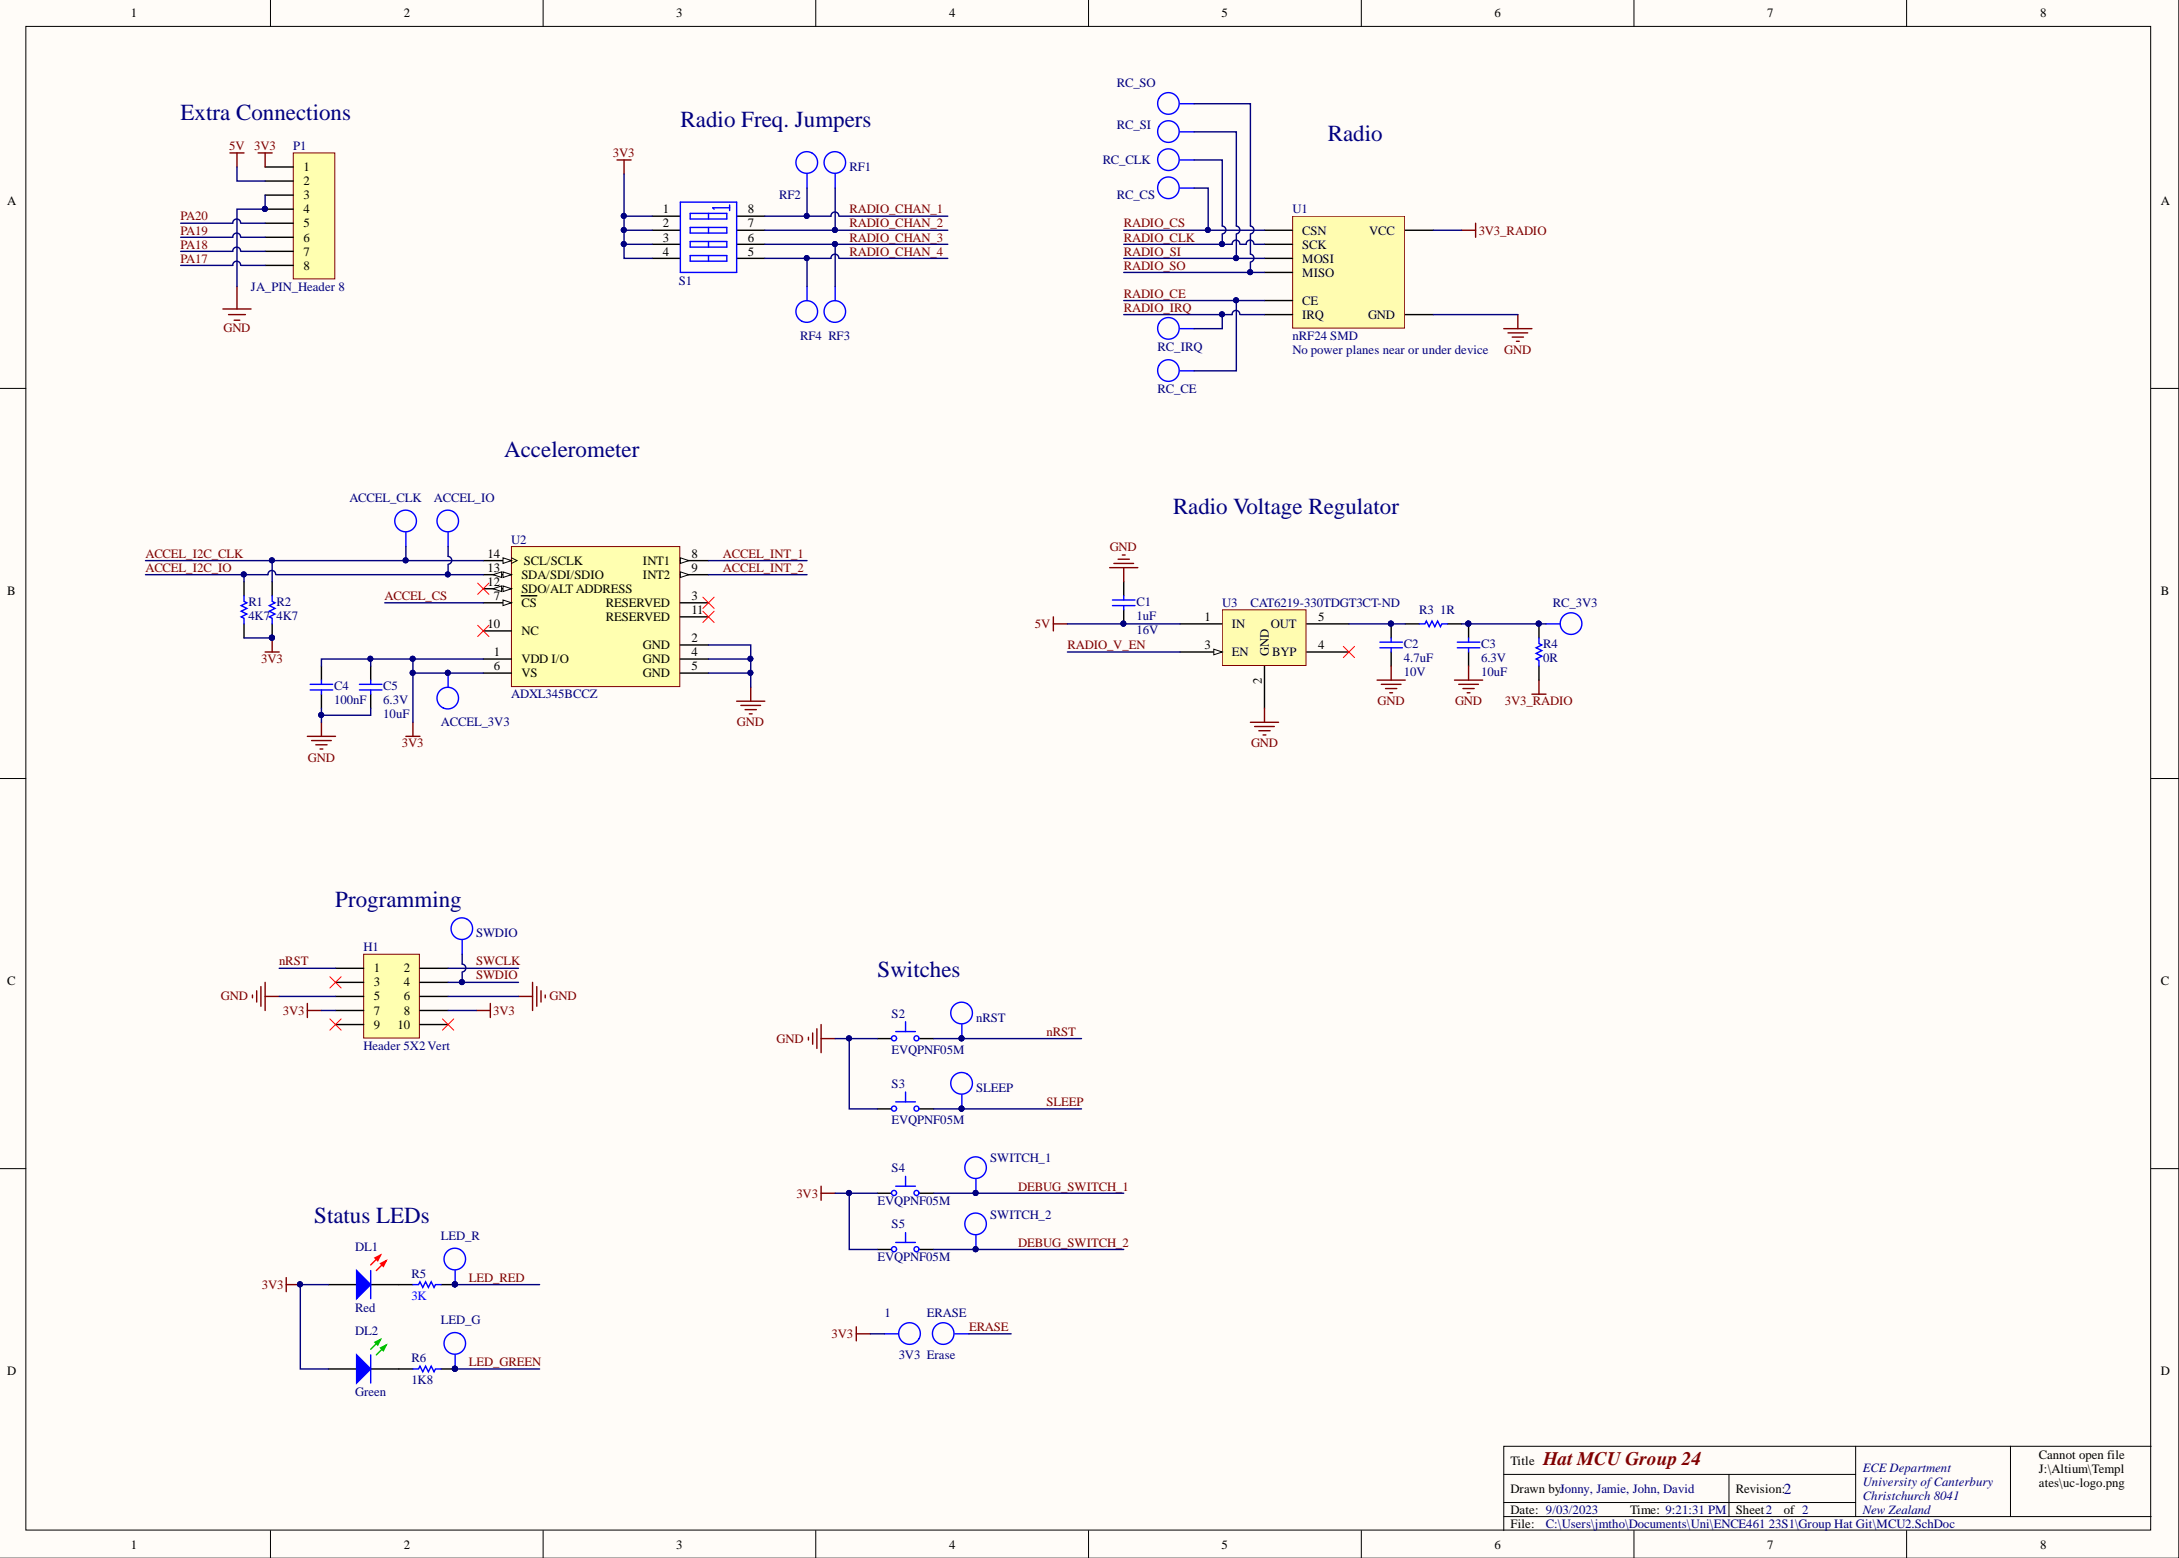 1 2 3 4 5 6 7 8
A
A
Extra Connections
5V 3V3 P1
1
2
3
4
PA20 5
PA19 6
PA18 7
PA17 8
JA_PIN_Header 8
GND
Radio Freq. Jumpers
3V3
RF1
RF2
1 1 8 RADIO_CHAN_1
2 7 RADIO_CHAN_2
3 6 RADIO_CHAN_3
4 5 RADIO_CHAN_4
S1
RF4 RF3
Radio
RC_SO
RC_SI
RC_CLK
RC_CS
U1
RADIO_CS CSN VCC 3V3_RADIO
RADIO_CLK SCK
RADIO_SI MOSI
RADIO_SO MISO
RADIO_CE CE
RADIO_IRQ IRQ GND
nRF24 SMD
No power planes near or under device
GND
RC_IRQ
RC_CE
B
B
Accelerometer
ACCEL_CLK ACCEL_IO
U2
ACCEL_I2C_CLK 14 SCL/SCLK INT1 8 ACCEL_INT_1
ACCEL_I2C_IO 13 SDA/SDI/SDIO INT2 9 ACCEL_INT_2
12 SDO/ALT ADDRESS
ACCEL_CS 7 CS RESERVED 3
RESERVED 11
R1 R2
4K7 4K7
10 NC
GND 2
3V3
1 VDD I/O GND 4
6 VS GND 5
C4 C5
100nF 6.3V
10uF
ADXL345BCCZ
ACCEL_3V3
GND
3V3
GND
Radio Voltage Regulator
GND
C1
1uF
16V
U3 CAT6219-330TDGT3CT-ND R3 1R RC_3V3
5V 1 IN OUT 5
RADIO_V_EN 3 EN GND BYP 4
2
GND
C2
4.7uF
10V
GND
C3
6.3V
10uF
GND
R4
0R
3V3_RADIO
C
C
Programming
SWDIO
H1
nRST 1 2 SWCLK
3 4 SWDIO
GND 5 6 GND
3V3 7 8 3V3
9 10
Header 5X2 Vert
Switches
S2 nRST
GND nRST
EVQPNF05M
S3 SLEEP
SLEEP
EVQPNF05M
S4 SWITCH_1
3V3 DEBUG_SWITCH_1
EVQPNF05M
S5 SWITCH_2
DEBUG_SWITCH_2
EVQPNF05M
1 ERASE
3V3 ERASE
3V3 Erase
D
D
Status LEDs
LED_R
DL1
3V3 R5 LED_RED
3K
Red
LED_G
DL2
R6 LED_GREEN
1K8
Green
Title Hat MCU Group 24
Drawn by Jonny, Jamie, John, David Revision: 2
Date: 9/03/2023 Time: 9:21:31 PM Sheet 2 of 2
File: C:\Users\jmtho\Documents\Uni\ENCE461 23S1\Group Hat Git\MCU2.SchDoc
ECE Department
University of Canterbury
Christchurch 8041
New Zealand
Cannot open file
J:\Altium\Templ
ates\uc-logo.png
1 2 3 4 5 6 7 8